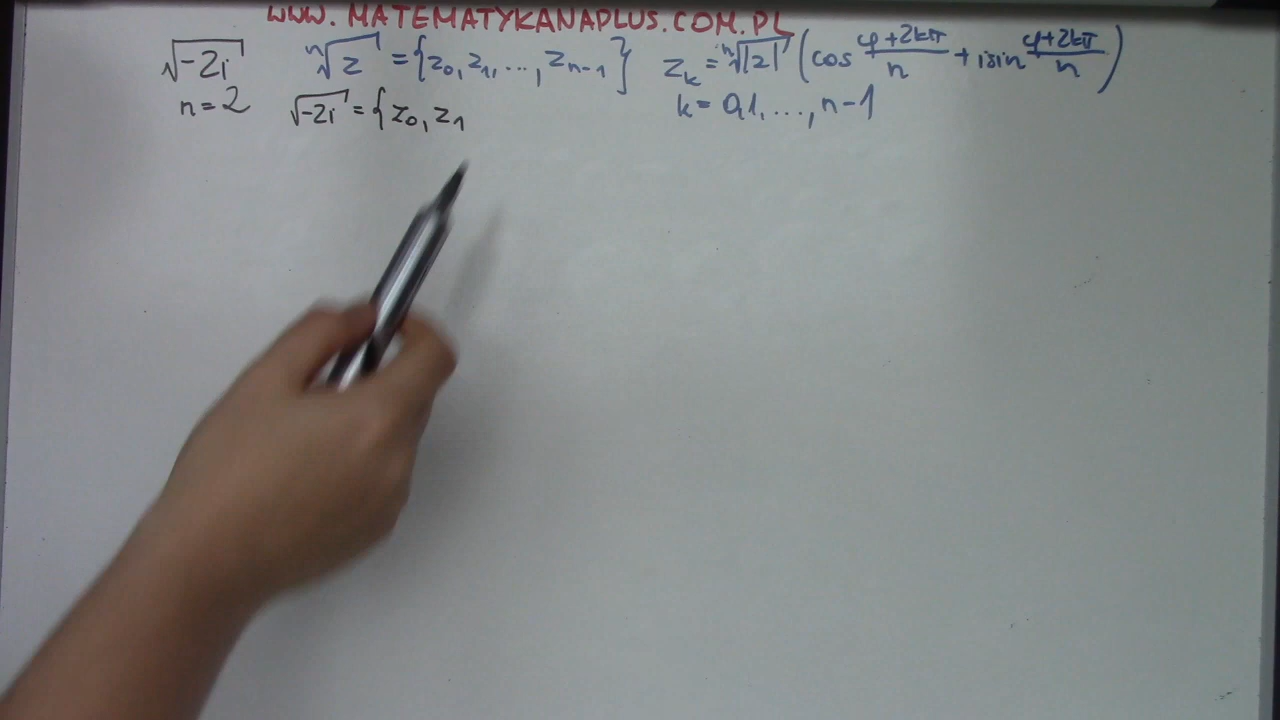 WWW.MATEMATYKANAPLUS.COM.PL
√-2i   ⁿ√z = {z₀, z₁, ..., zₙ₋₁}   zₖ = ⁿ√|z| (cos (φ+2kπ)/n + i sin (φ+2kπ)/n)
n=2   √-2i = {z₀, z₁   k = 0,1, ..., n-1